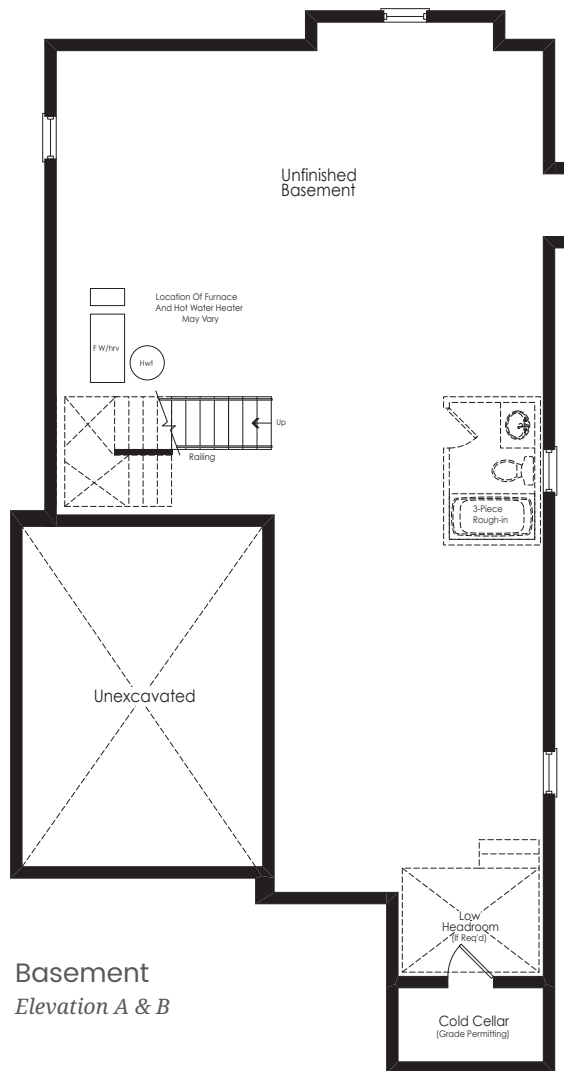 Unfinished
Basement
Location Of Furnace
And Hot Water Heater
May Vary
F W/hrv
Hwt
Up
Railing
3-Piece
Rough-in
Unexcavated
Low
Headroom
(If Req'd)
Cold Cellar
(Grade Permitting)
Basement
Elevation A & B